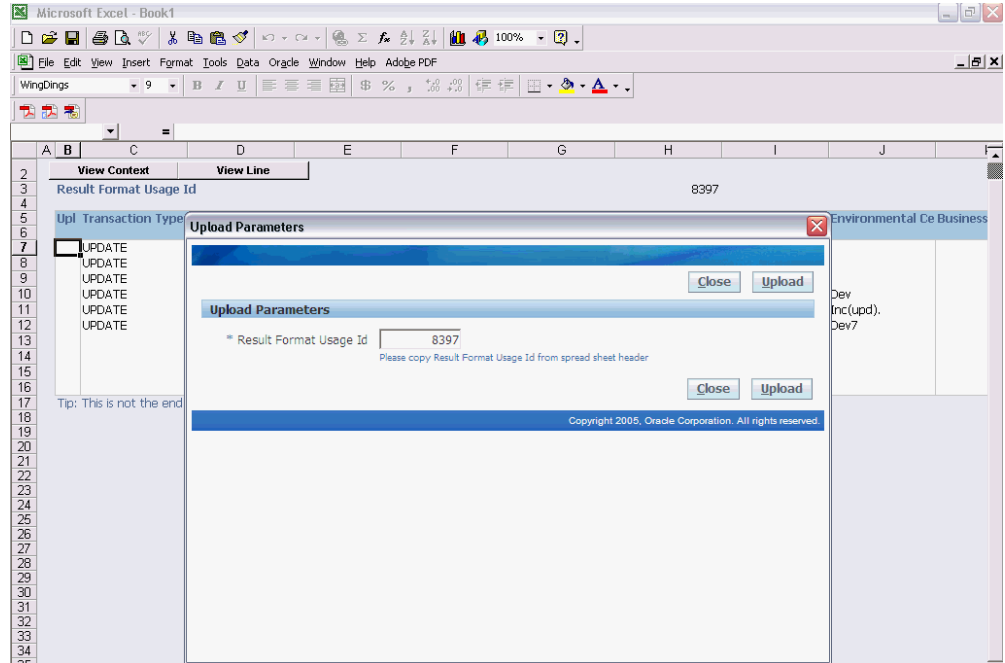 Microsoft Excel - Book1
100%
File Edit View Insert Format Tools Data Oracle Window Help Adobe PDF
WingDings 9 B I U $ % ,
=
A B C D E F G H I J
2 View Context View Line
3 Result Format Usage Id 8397
4
5 Upl Transaction Type Environmental Ce Business
6
7 UPDATE
8 UPDATE
9 UPDATE
10 UPDATE Dev
11 UPDATE Inc(upd).
12 UPDATE Dev7
13
14
15
16
17 Tip: This is not the end
18
19
20
21
22
23
24
25
26
27
28
29
30
31
32
33
34
Upload Parameters
Close Upload
Upload Parameters
* Result Format Usage Id 8397
Please copy Result Format Usage Id from spread sheet header
Close Upload
Copyright 2005, Oracle Corporation. All rights reserved.